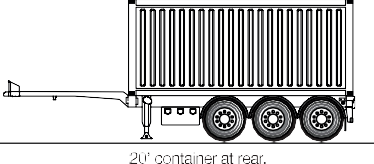 20' container at rear.